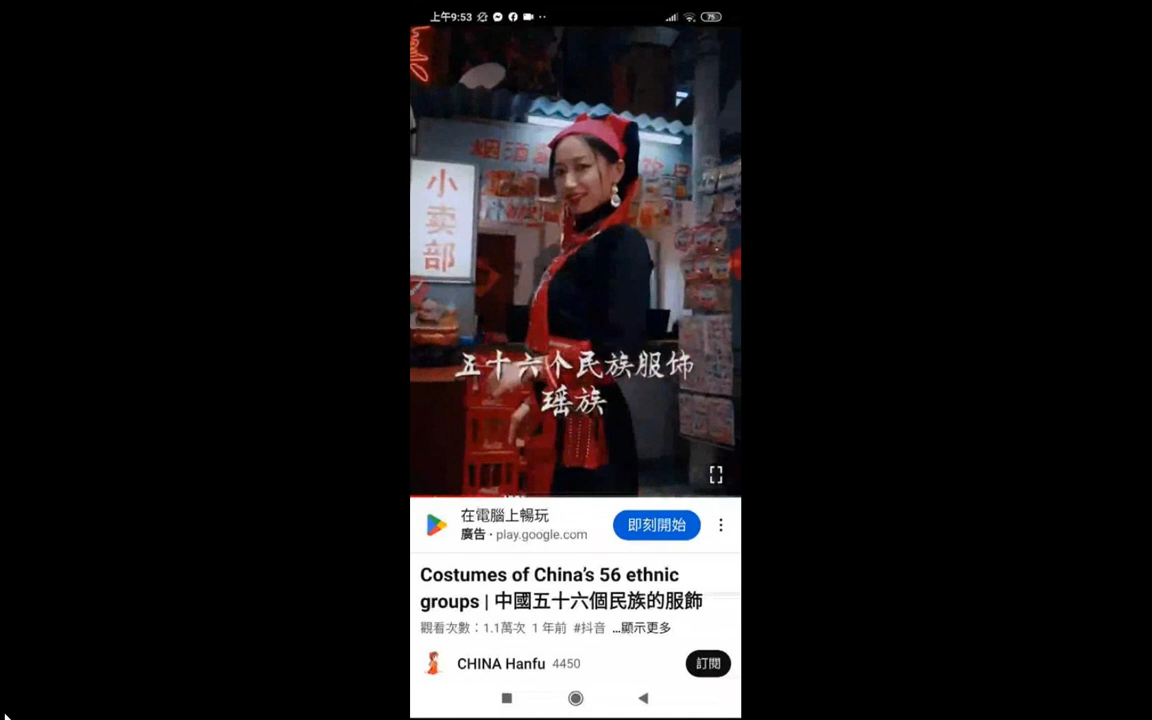 上午9:53
75
烟酒
小卖部
五十六个民族服饰
瑶族
在電腦上暢玩
廣告 · play.google.com
即刻開始
Costumes of China's 56 ethnic
groups | 中國五十六個民族的服飾
觀看次數：1.1萬次 1 年前 #抖音 ...顯示更多
CHINA Hanfu 4450
訂閱